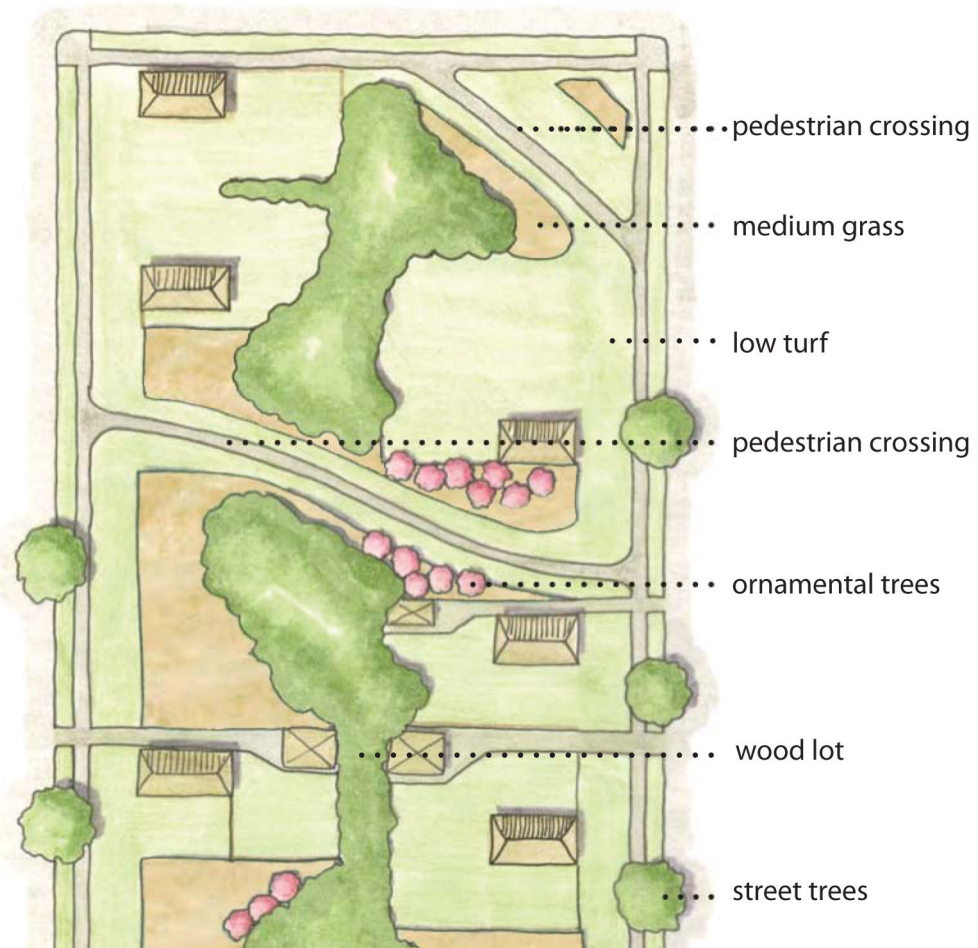 pedestrian crossing
medium grass
low turf
pedestrian crossing
ornamental trees
wood lot
street trees